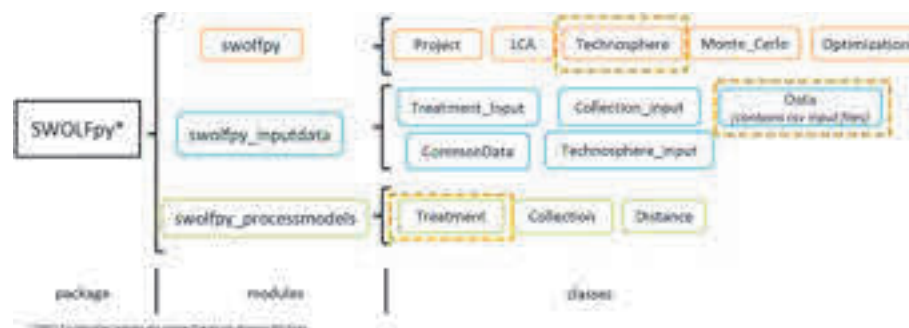 swolfpy
Project
LCA
Technosphere
Monte_Carlo
Optimization
SWOLFpy*
swolfpy_inputdata
Treatment_Input
Collection_Input
Data
(contains csv input files)
CommonData
Technosphere_Input
swolfpy_processmodels
Treatment
Collection
Distance
package
modules
classes